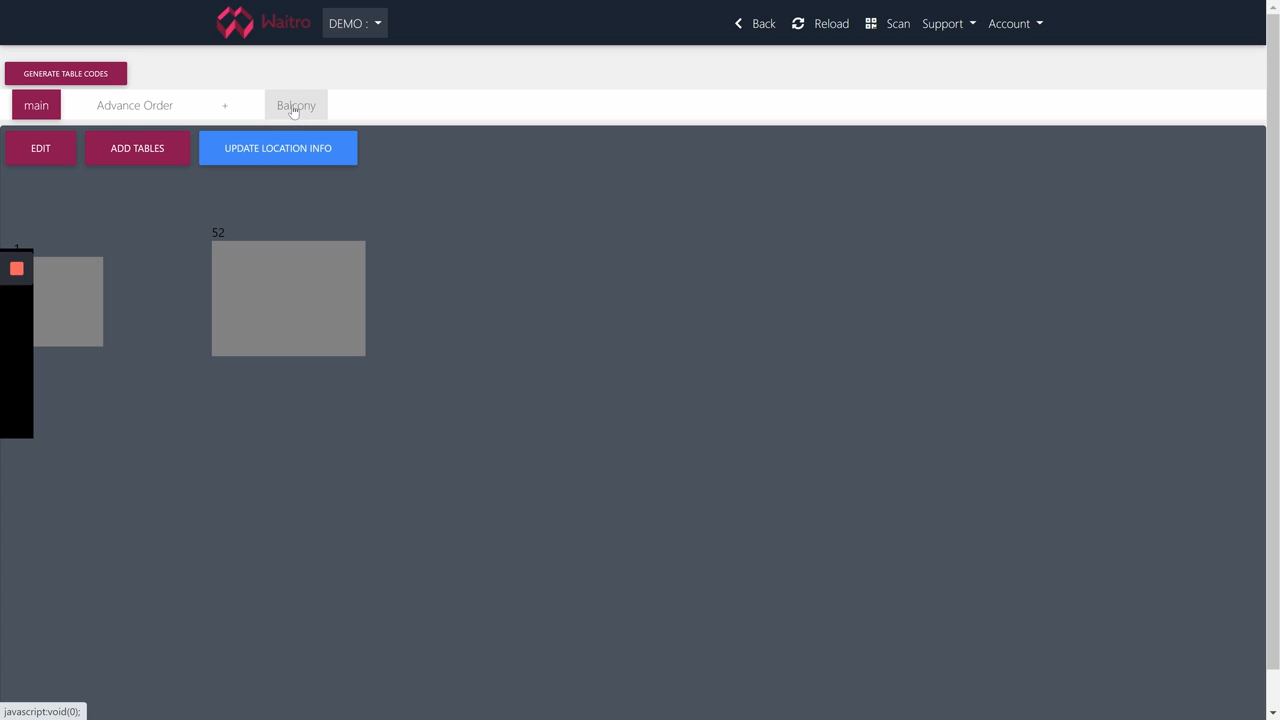 Waitro DEMO : Back Reload Scan Support Account
GENERATE TABLE CODES
main Advance Order + Balcony
EDIT ADD TABLES UPDATE LOCATION INFO
52
1
javascript:void(0);